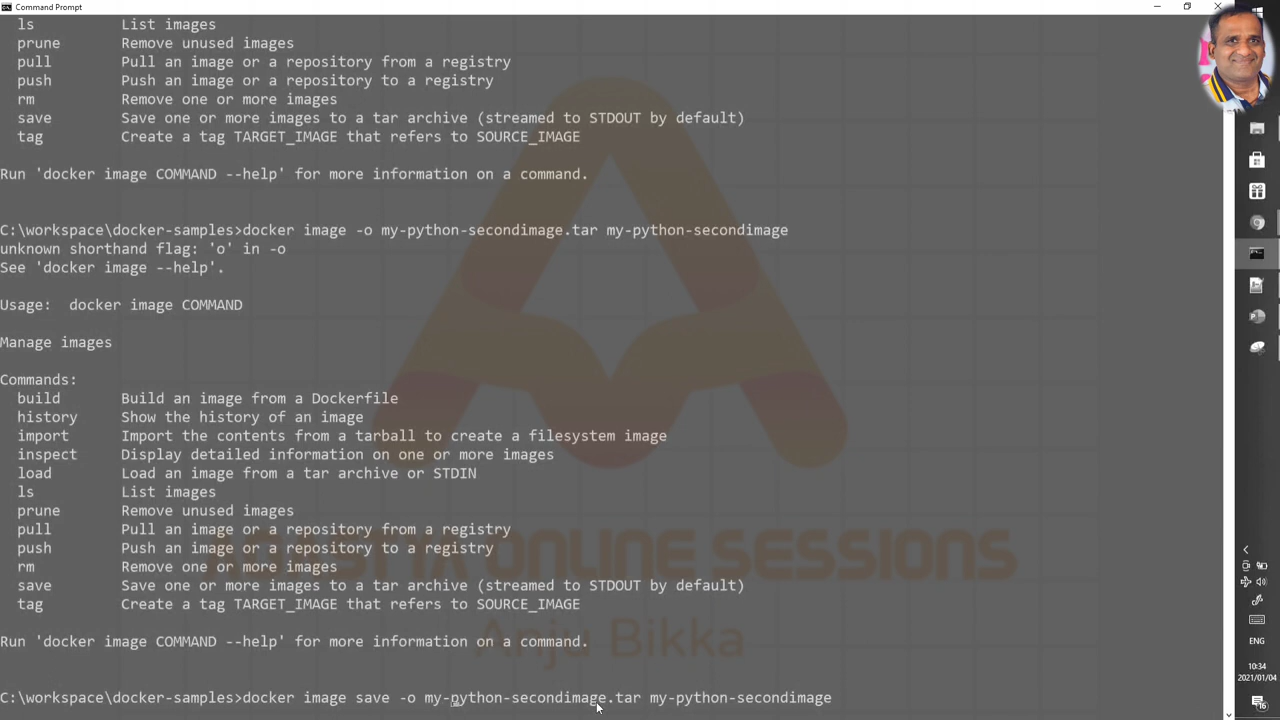 Command Prompt
ls List images
prune Remove unused images
pull Pull an image or a repository from a registry
push Push an image or a repository to a registry
rm Remove one or more images
save Save one or more images to a tar archive (streamed to STDOUT by default)
tag Create a tag TARGET_IMAGE that refers to SOURCE_IMAGE
Run 'docker image COMMAND --help' for more information on a command.
C:\workspace\docker-samples>docker image -o my-python-secondimage.tar my-python-secondimage
unknown shorthand flag: 'o' in -o
See 'docker image --help'.
Usage: docker image COMMAND
Manage images
Commands:
build Build an image from a Dockerfile
history Show the history of an image
import Import the contents from a tarball to create a filesystem image
inspect Display detailed information on one or more images
load Load an image from a tar archive or STDIN
ls List images
prune Remove unused images
pull Pull an image or a repository from a registry
push Push an image or a repository to a registry
rm Remove one or more images
save Save one or more images to a tar archive (streamed to STDOUT by default)
tag Create a tag TARGET_IMAGE that refers to SOURCE_IMAGE
Run 'docker image COMMAND --help' for more information on a command.
C:\workspace\docker-samples>docker image save -o my-python-secondimage.tar my-python-secondimage
ONLINE SESSIONS
Anju Bikka
ENG
10:34
2021/01/04